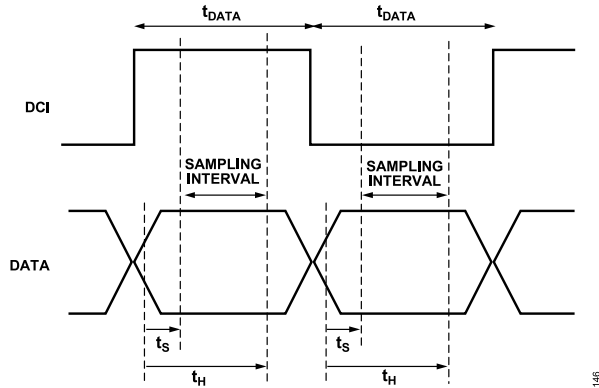 tDATA tDATA
DCI
SAMPLING INTERVAL
SAMPLING INTERVAL
DATA
tS tS
tH tH
146